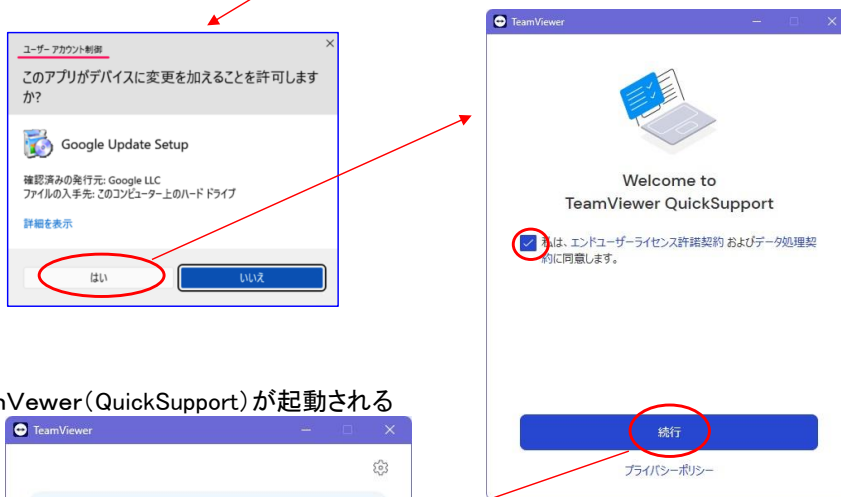 ユーザー アカウント制御
このアプリがデバイスに変更を加えることを許可します
か?
Google Update Setup
確認済みの発行元: Google LLC
ファイルの入手先: このコンピューター上のハード ドライブ
詳細を表示
はい
いいえ
TeamViewer
Welcome to
TeamViewer QuickSupport
私は、エンドユーザーライセンス許諾契約 およびデータ処理契
約に同意します。
続行
プライバシーポリシー
mVewer(QuickSupport)が起動される
TeamViewer